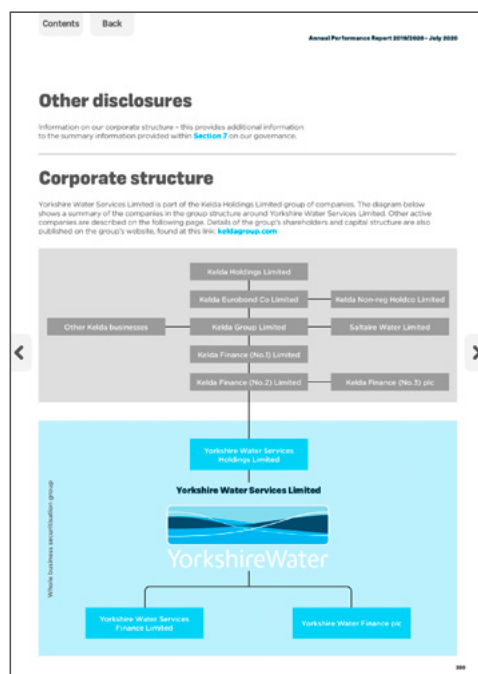 Contents Back
Annual Performance Report 2019/2020 - July 2020
Other disclosures
Information on our corporate structure – this provides additional information
to the summary information provided within Section 7 on our governance.
Corporate structure
Yorkshire Water Services Limited is part of the Kelda Holdings Limited group of companies. The diagram below
shows a summary of the companies in the group structure around Yorkshire Water Services Limited. Other active
companies are described on the following page. Details of the group's shareholders and capital structure are also
published on the group's website, found at this link: keldagroup.com
Kelda Holdings Limited
Kelda Eurobond Co Limited
Kelda Non-reg Holdco Limited
Other Kelda businesses
Kelda Group Limited
Saltaire Water Limited
Kelda Finance (No.1) Limited
Kelda Finance (No.2) Limited
Kelda Finance (No.3) plc
Yorkshire Water Services
Holdings Limited
Yorkshire Water Services Limited
YorkshireWater
Whole business securitisation group
Yorkshire Water Services
Finance Limited
Yorkshire Water Finance plc